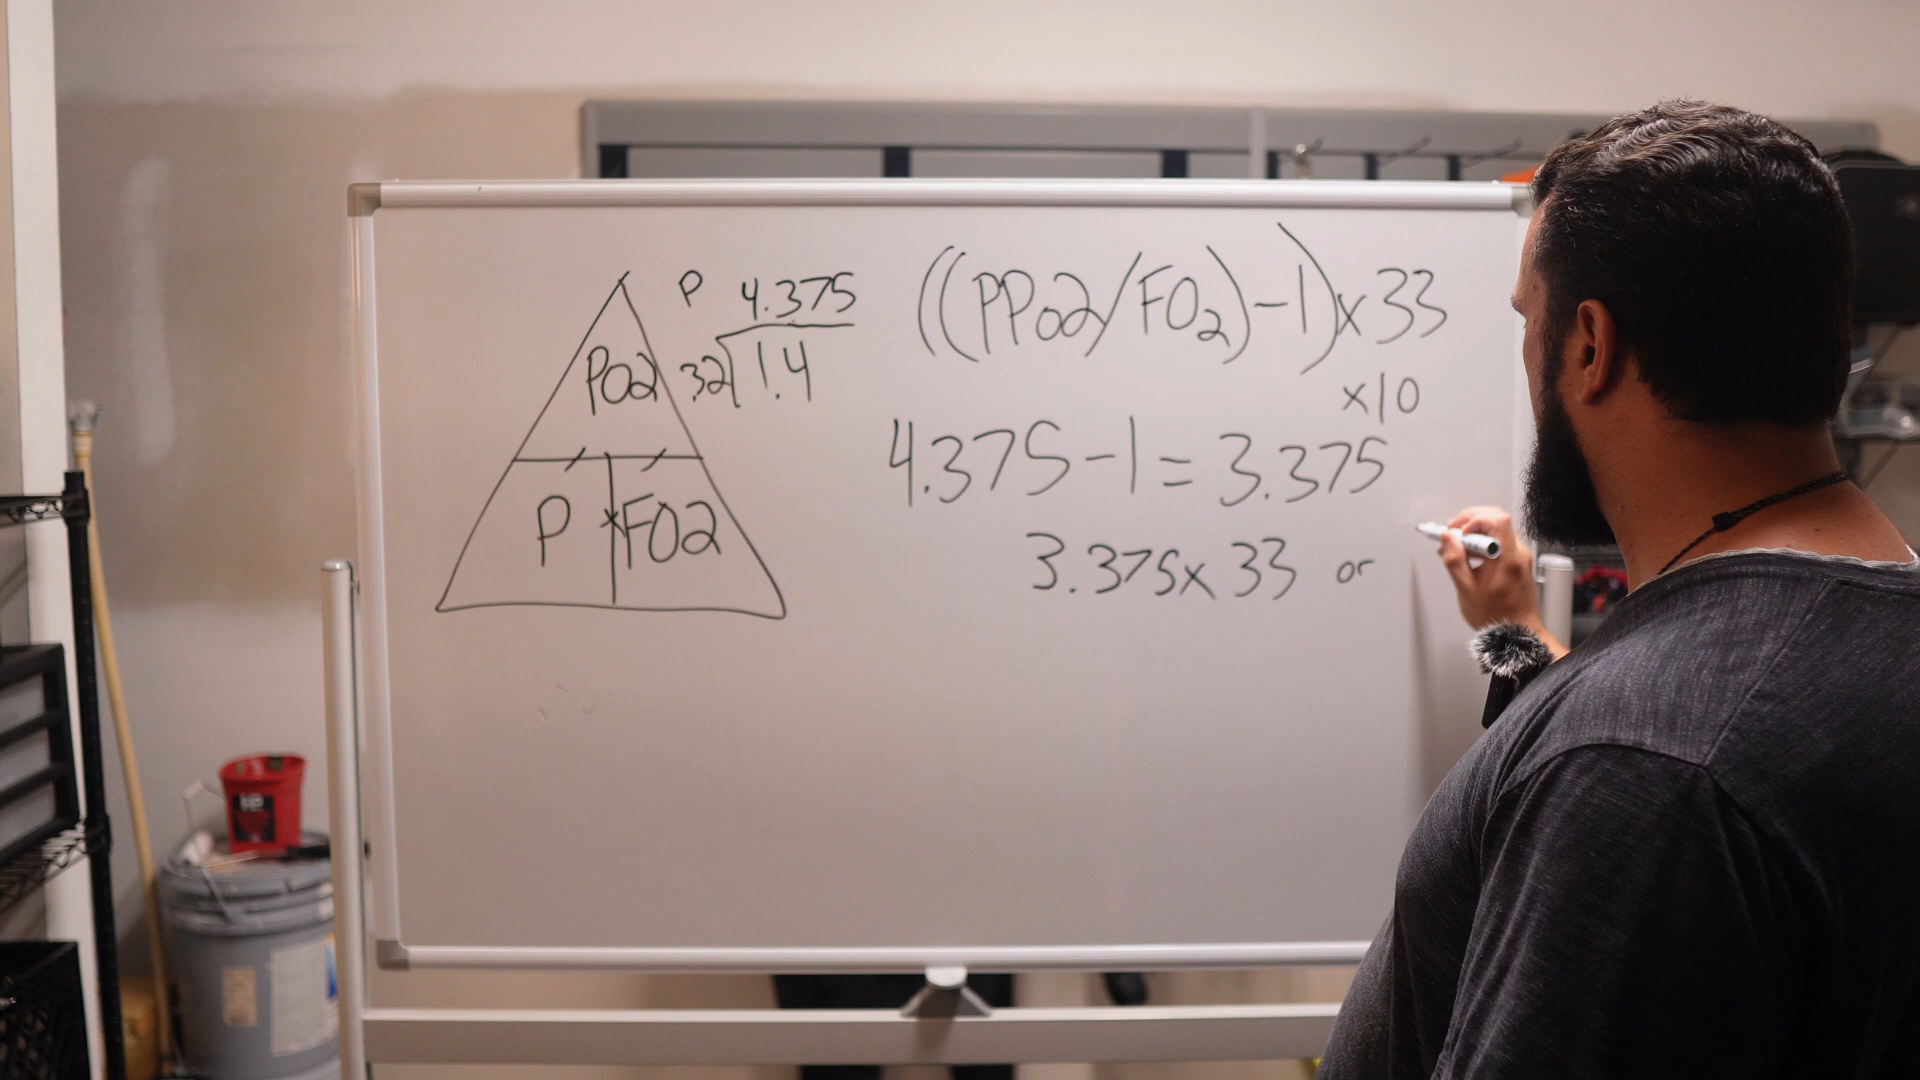 P 4.375
PO2 .32 1.4
P x FO2
((PPO2/FO₂)-1)x33
x10
4.375-1=3.375
3.375x33 or